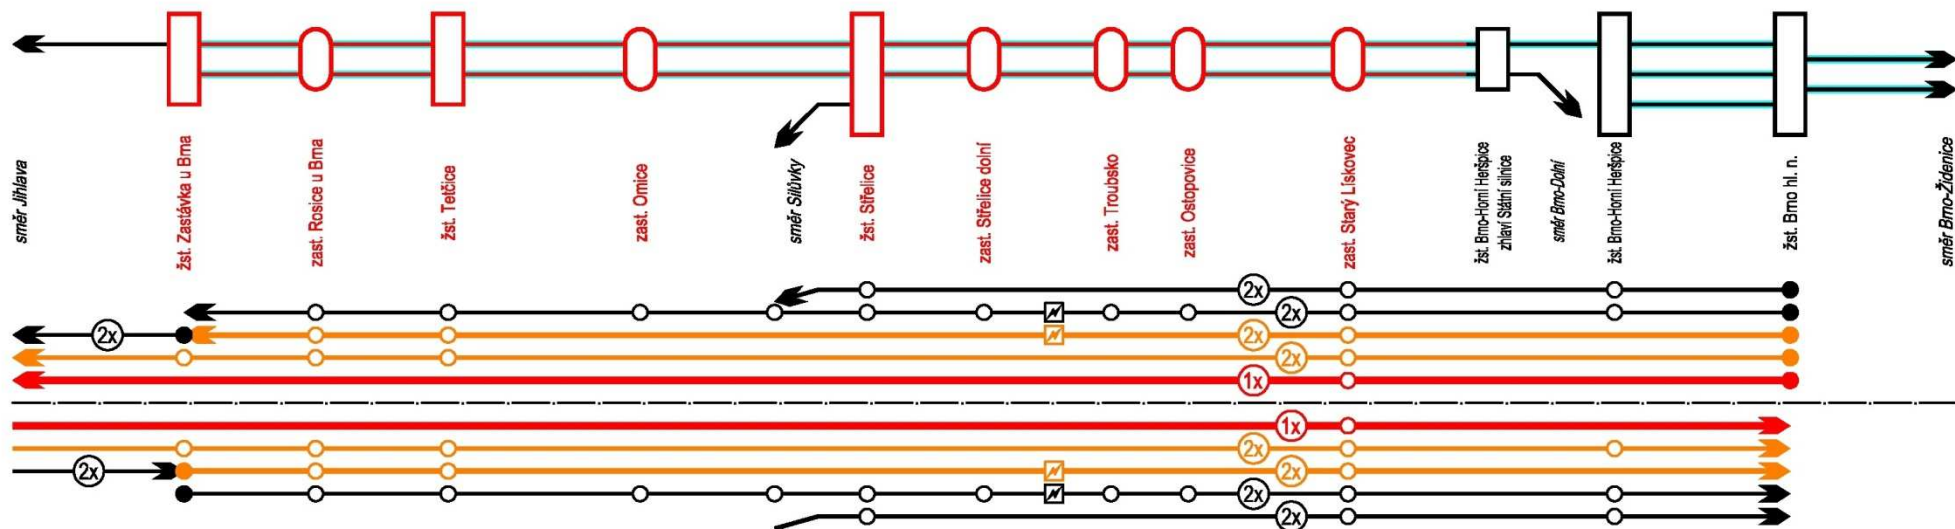 směr Jihlava
žst. Zastávka u Brna
zast. Rosice u Brna
žst. Tetčice
zast. Omice
směr Silůvky
žst. Střelice
zast. Střelice dolní
zast. Troubsko
zast. Ostopovice
zast. Starý Lískovec
žst. Brno-Horní Heršpice
zhlaví Státní silnice
směr Brno-Dolní
žst. Brno-Horní Heršpice
žst. Brno hl. n.
směr Brno-Židenice
2x
2x
2x
2x
2x
1x
1x
2x
2x
2x
2x
2x